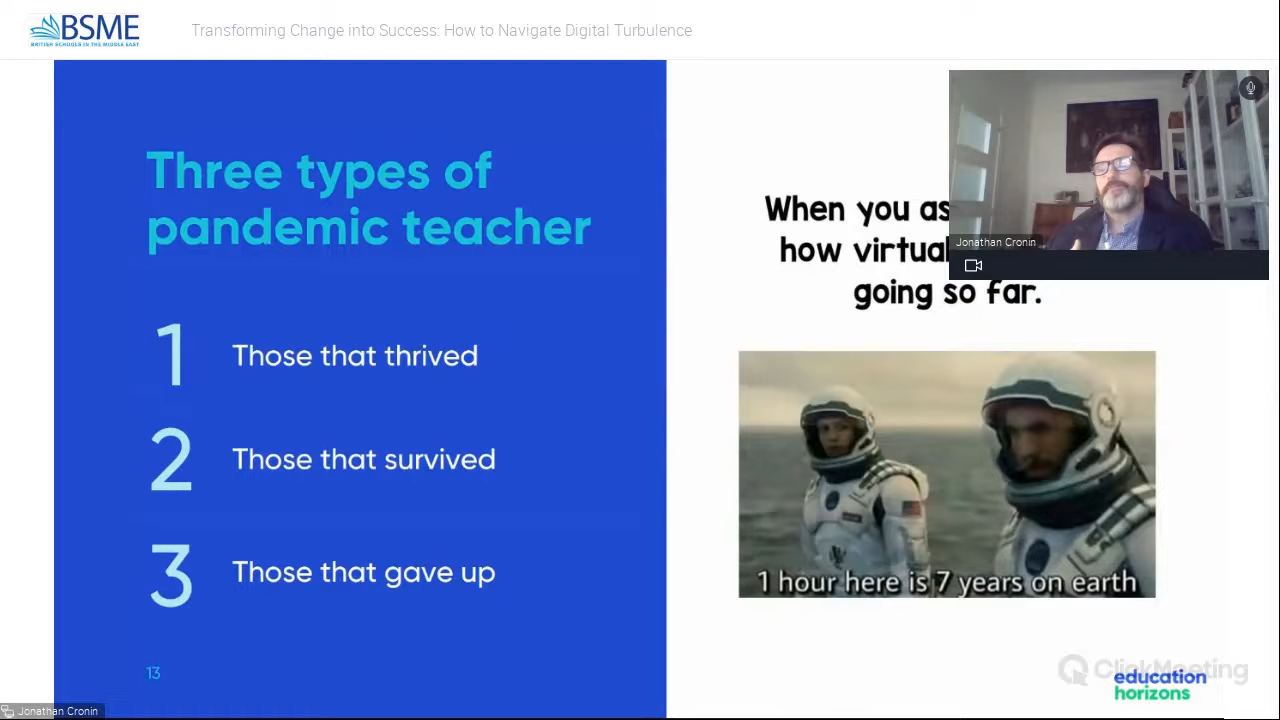 BSME
BRITISH SCHOOLS IN THE MIDDLE EAST
Transforming Change into Success: How to Navigate Digital Turbulence
Three types of
pandemic teacher
1 Those that thrived
2 Those that survived
3 Those that gave up
13
When you as
how virtual
going so far.
Jonathan Cronin
1 hour here is 7 years on earth
ClickMeeting
education
horizons
Jonathan Cronin